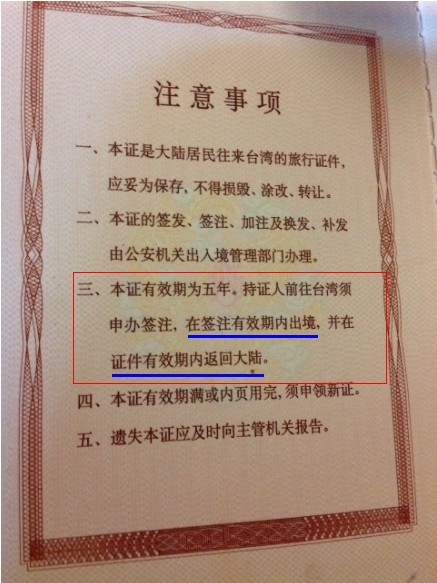 注意事项
一、本证是大陆居民往来台湾的旅行证件，
应妥为保存，不得损毁、涂改、转让。
二、本证的签发、签注、加注及换发、补发
由公安机关出入境管理部门办理。
三、本证有效期为五年。持证人前往台湾须
申办签注，在签注有效期内出境，并在
证件有效期内返回大陆。
四、本证有效期满或内页用完，须申领新证。
五、遗失本证应及时向主管机关报告。